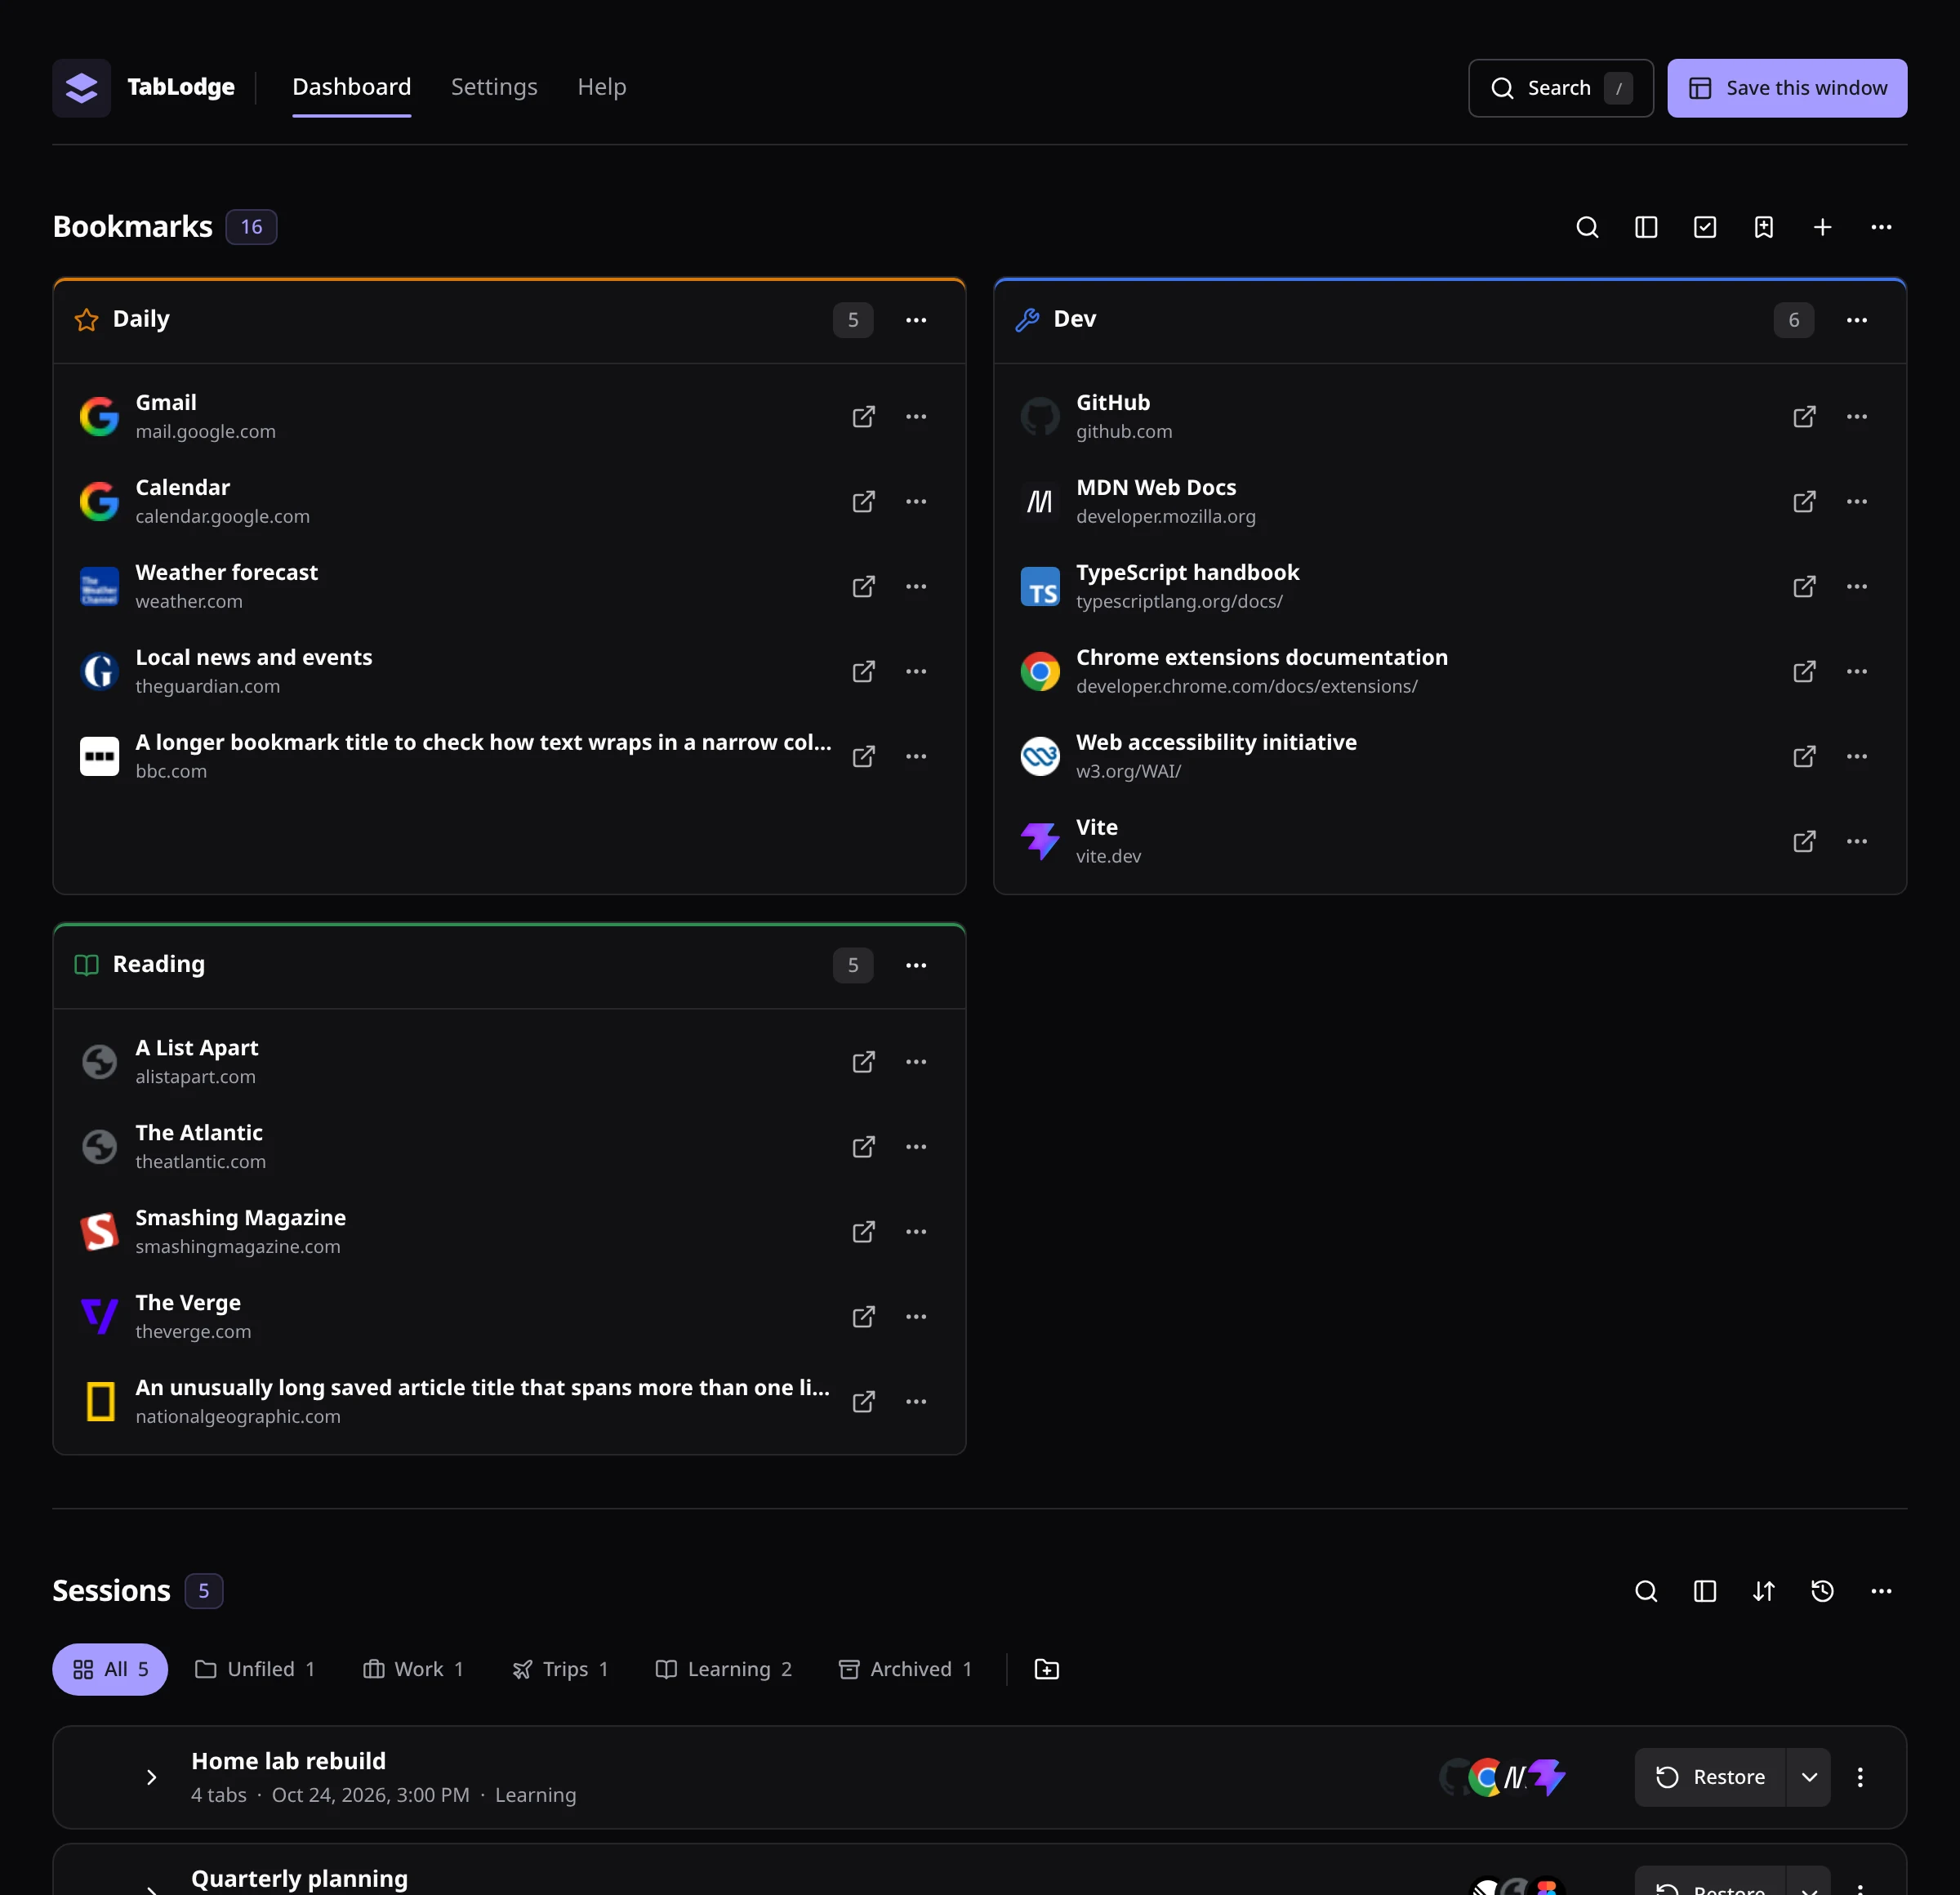 TabLodge
Dashboard Settings Help
Search /
Save this window
Bookmarks 16
Daily 5
Gmail
mail.google.com
Calendar
calendar.google.com
Weather forecast
weather.com
Local news and events
theguardian.com
A longer bookmark title to check how text wraps in a narrow col...
bbc.com
Dev 6
GitHub
github.com
MDN Web Docs
developer.mozilla.org
TypeScript handbook
typescriptlang.org/docs/
Chrome extensions documentation
developer.chrome.com/docs/extensions/
Web accessibility initiative
w3.org/WAI/
Vite
vite.dev
Reading 5
A List Apart
alistapart.com
The Atlantic
theatlantic.com
Smashing Magazine
smashingmagazine.com
The Verge
theverge.com
An unusually long saved article title that spans more than one li...
nationalgeographic.com
Sessions 5
All 5 Unfiled 1 Work 1 Trips 1 Learning 2 Archived 1
Home lab rebuild
4 tabs · Oct 24, 2026, 3:00 PM · Learning
Restore
Quarterly planning
Restore